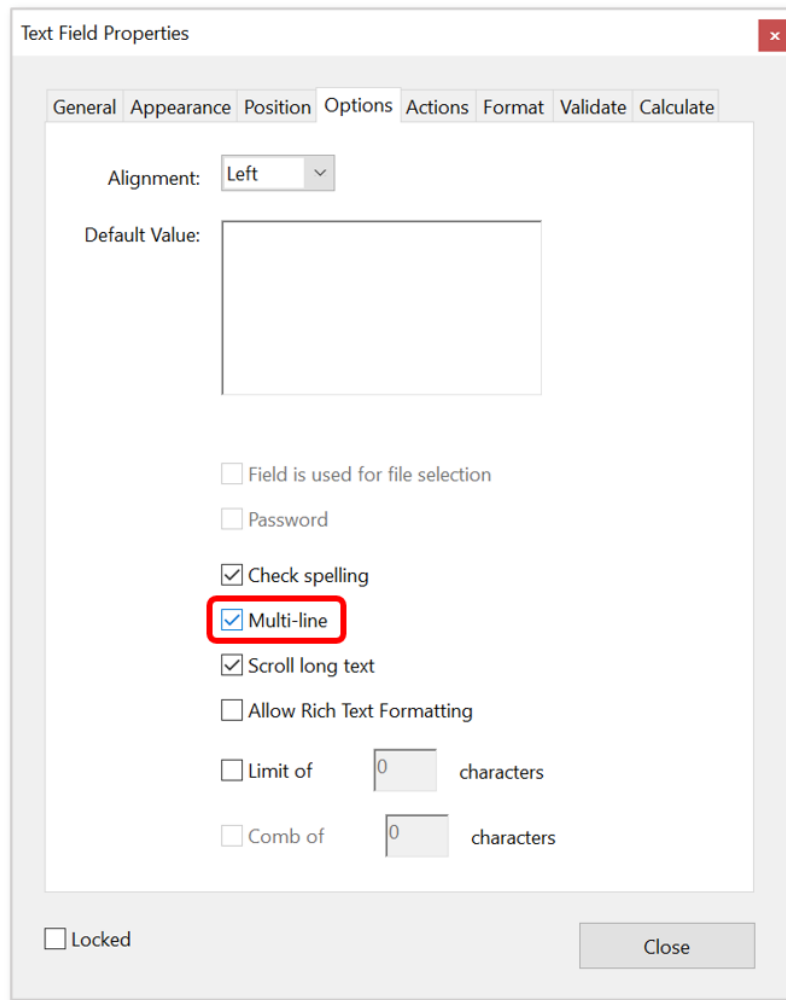 Text Field Properties
General Appearance Position Options Actions Format Validate Calculate
Alignment: Left
Default Value:
Field is used for file selection
Password
Check spelling
Multi-line
Scroll long text
Allow Rich Text Formatting
Limit of 0 characters
Comb of 0 characters
Locked Close